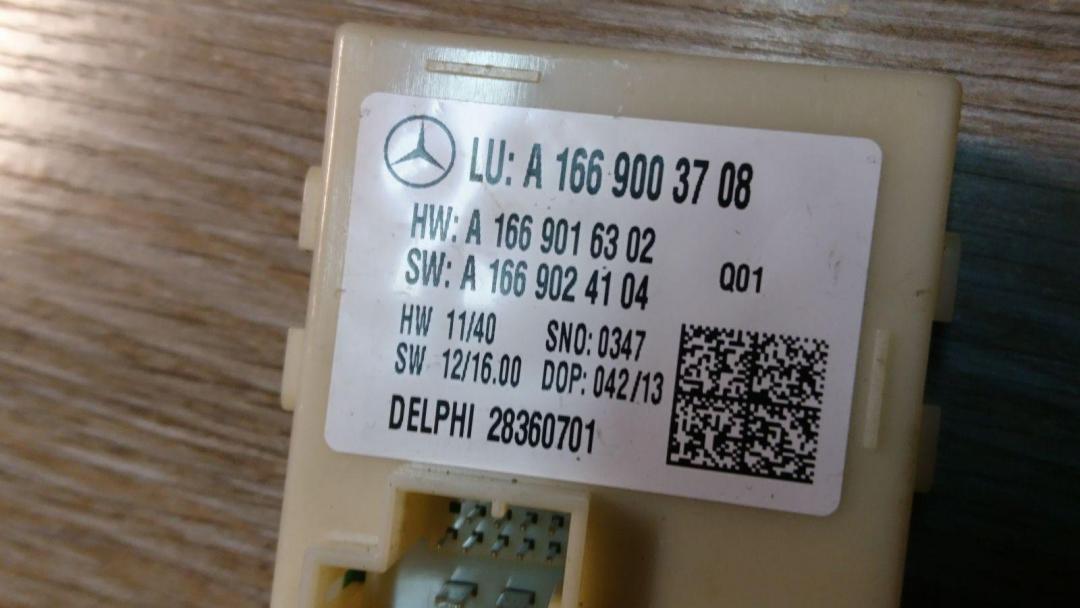 LU: A 166 900 37 08
HW: A 166 901 63 02
SW: A 166 902 41 04
Q01
HW 11/40 SNO: 0347
SW 12/16.00 DOP: 042/13
DELPHI 28360701